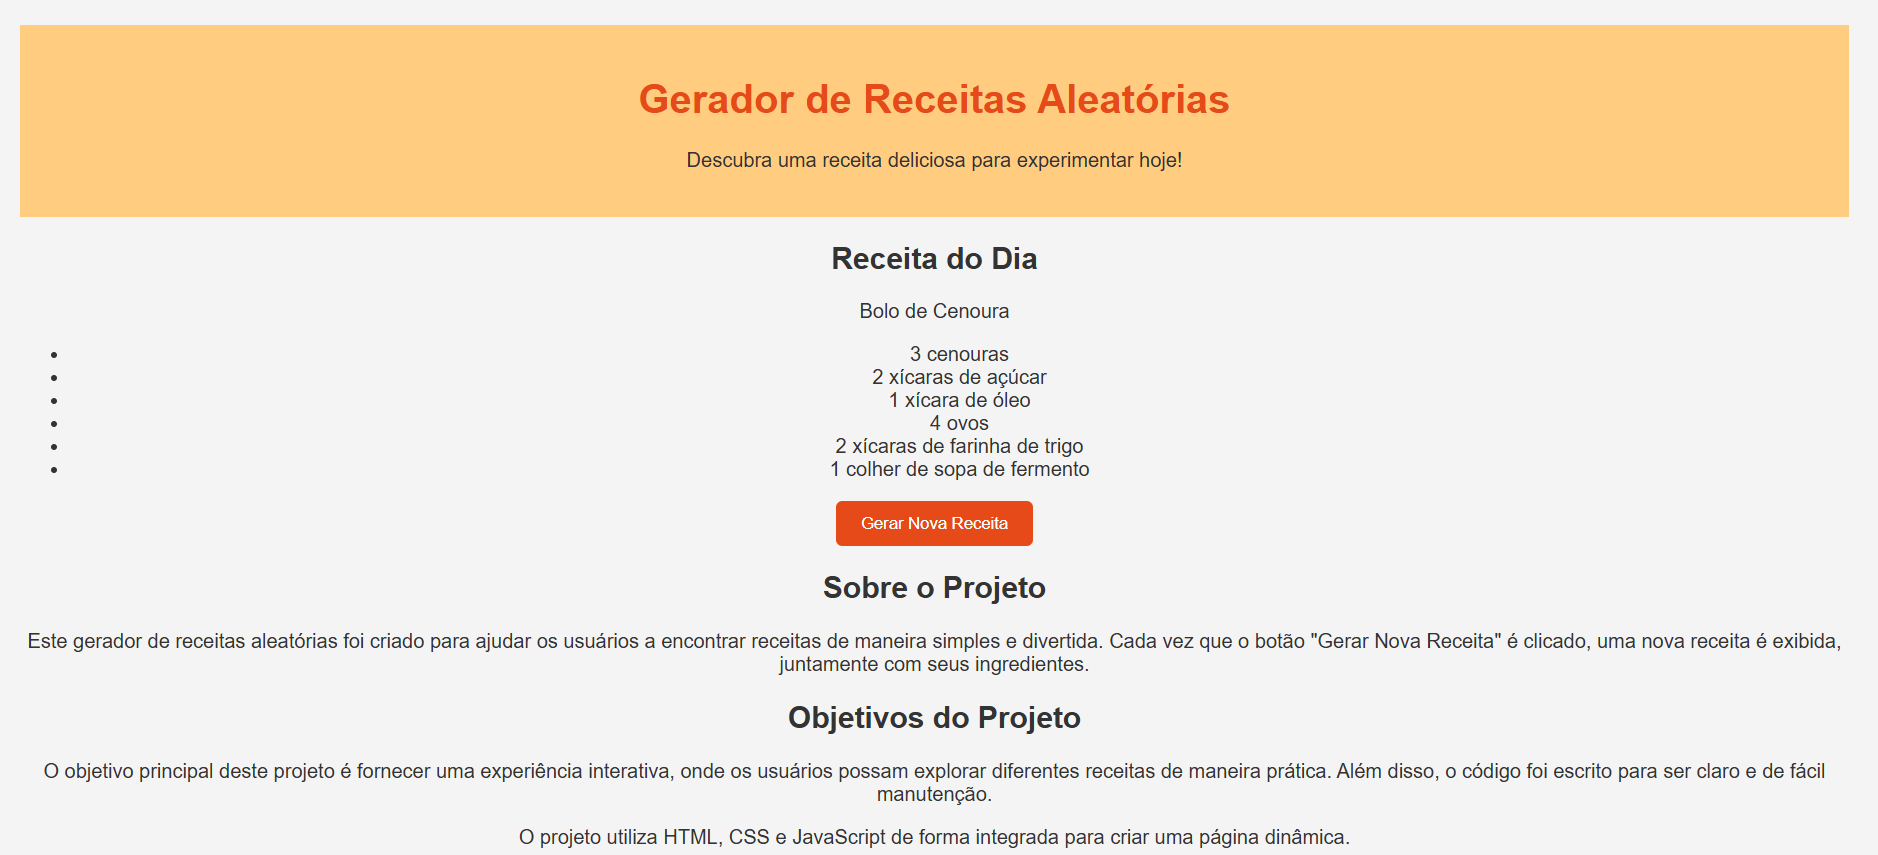 Gerador de Receitas Aleatórias
Descubra uma receita deliciosa para experimentar hoje!
Receita do Dia
Bolo de Cenoura
3 cenouras
2 xícaras de açúcar
1 xícara de óleo
4 ovos
2 xícaras de farinha de trigo
1 colher de sopa de fermento
Gerar Nova Receita
Sobre o Projeto
Este gerador de receitas aleatórias foi criado para ajudar os usuários a encontrar receitas de maneira simples e divertida. Cada vez que o botão "Gerar Nova Receita" é clicado, uma nova receita é exibida,
juntamente com seus ingredientes.
Objetivos do Projeto
O objetivo principal deste projeto é fornecer uma experiência interativa, onde os usuários possam explorar diferentes receitas de maneira prática. Além disso, o código foi escrito para ser claro e de fácil
manutenção.
O projeto utiliza HTML, CSS e JavaScript de forma integrada para criar uma página dinâmica.